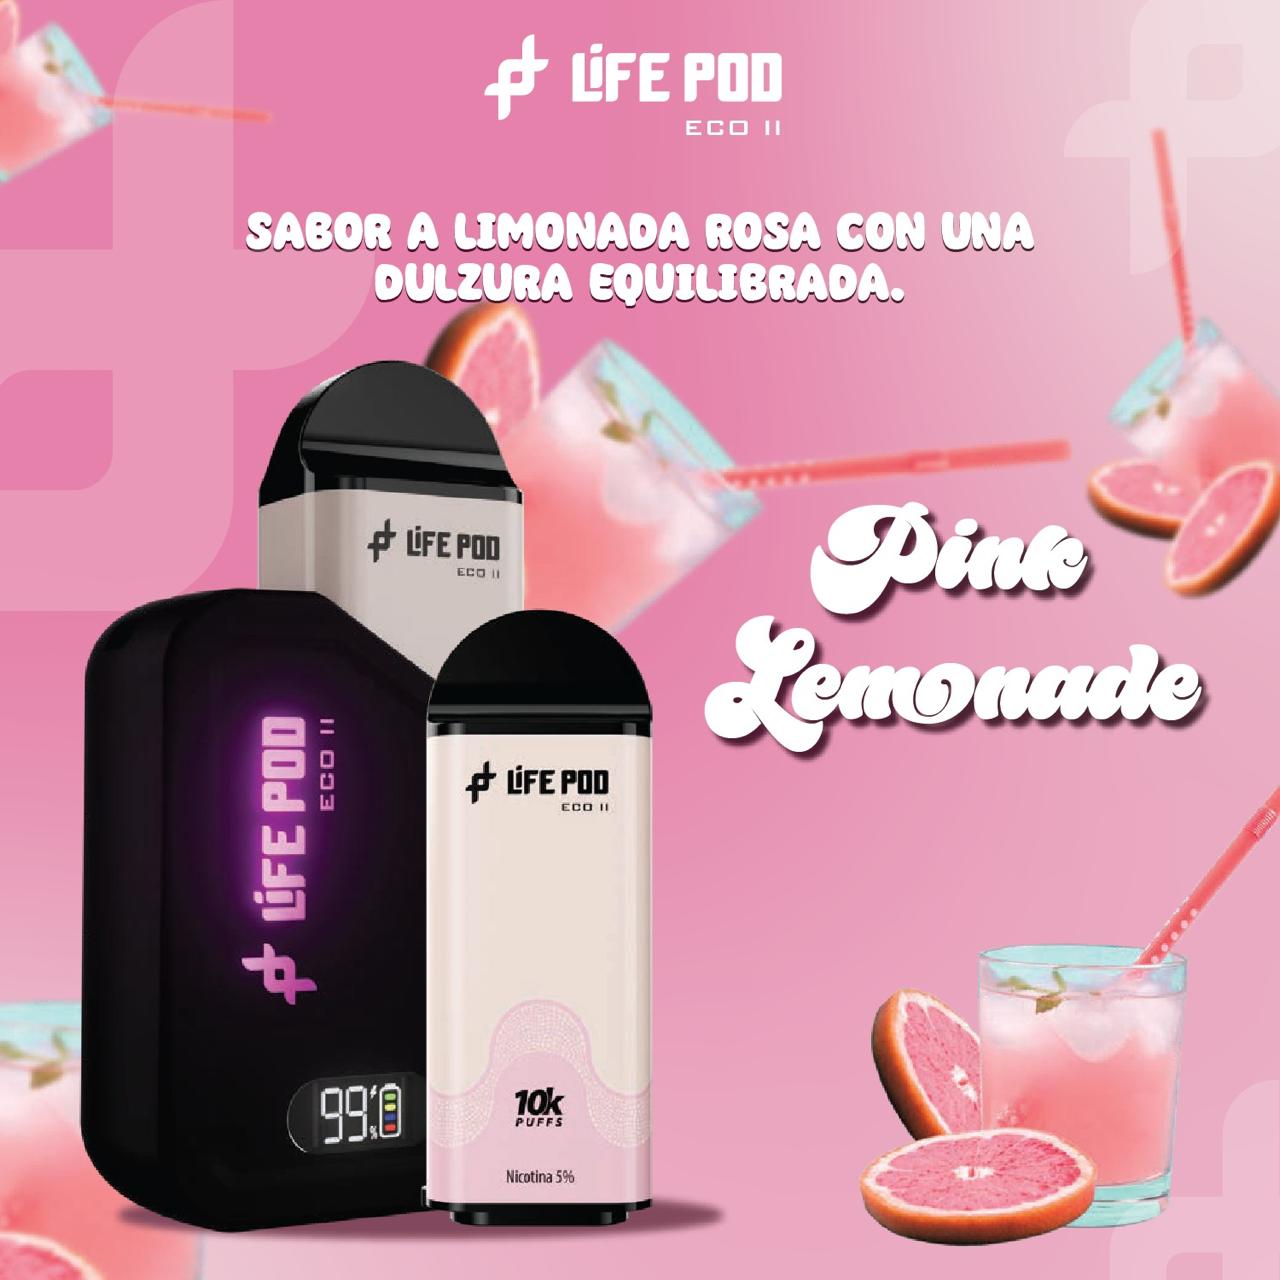 LiFE POD
ECO II
SABOR A LIMONADA ROSA CON UNA
DULZURA EQUILIBRADA.
LiFE POD
ECO II
Pink
Lemonade
LiFE POD
ECO II
LiFE POD
ECO II
99%
10k
PUFFS
Nicotina 5%